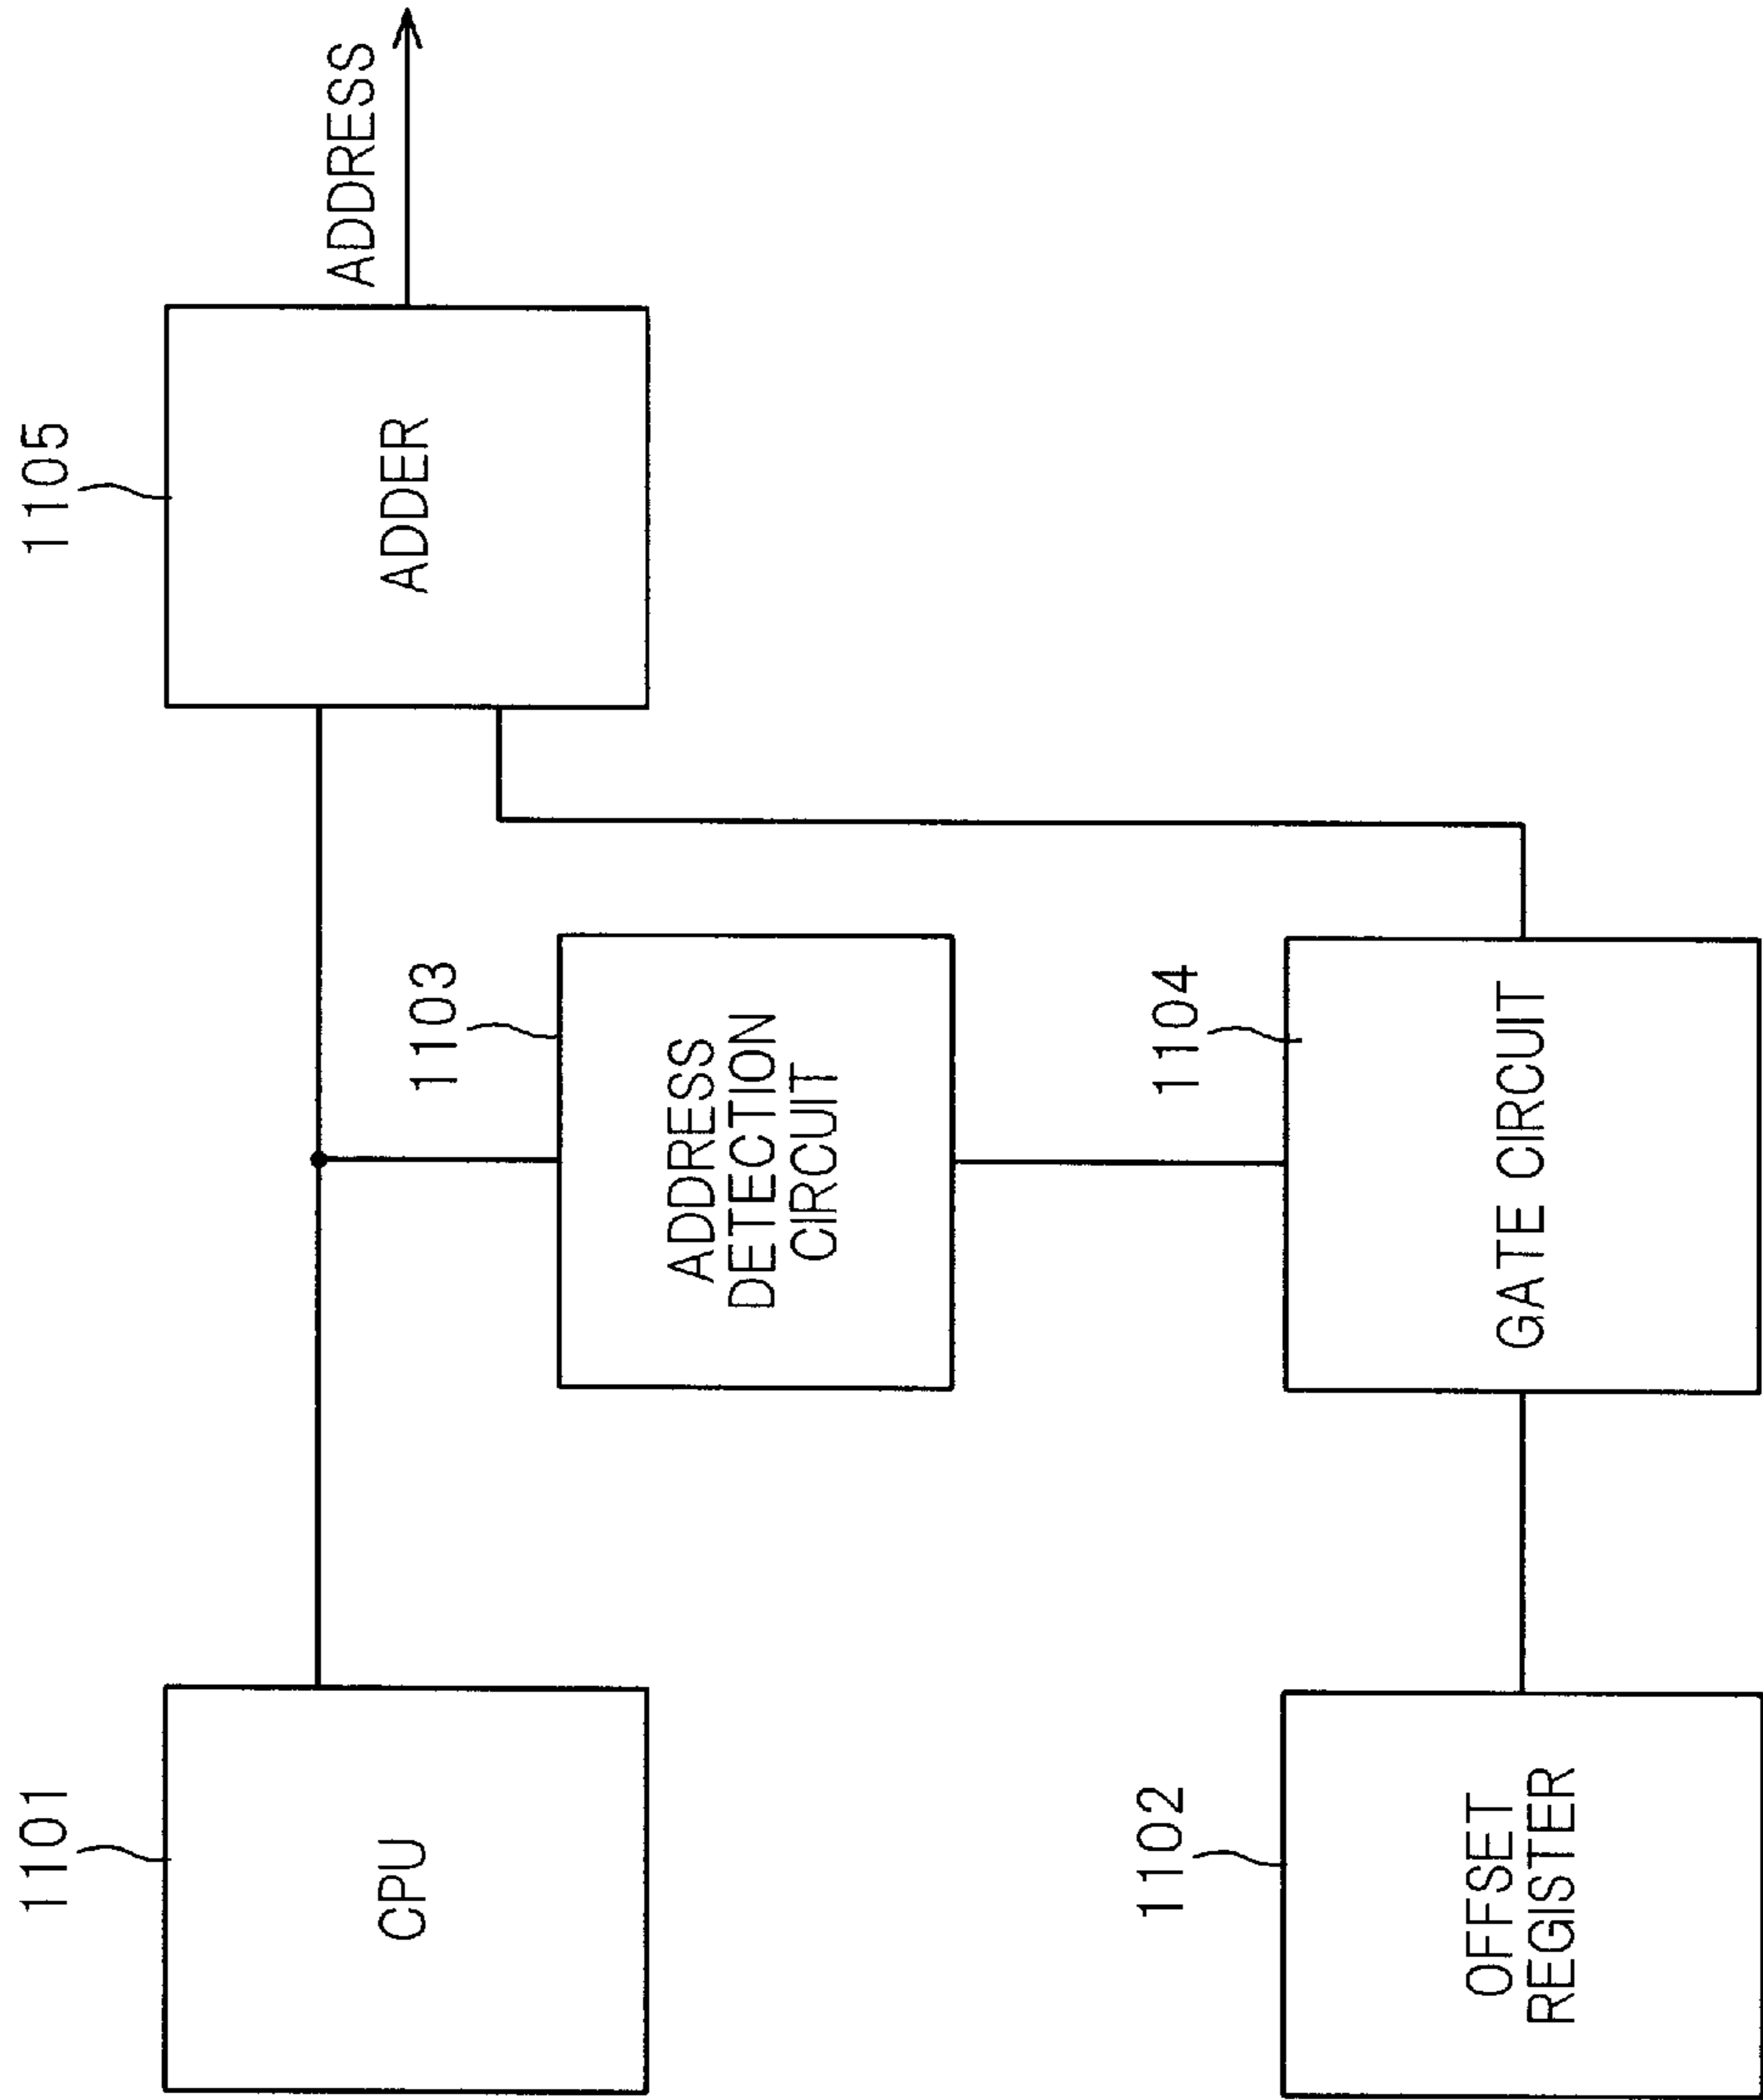 1101
CPU
1103
ADDRESS
DETECTION
CIRCUIT
1105
ADDER
ADDRESS
1102
OFFSET
REGISTER
1104
GATE CIRCUIT